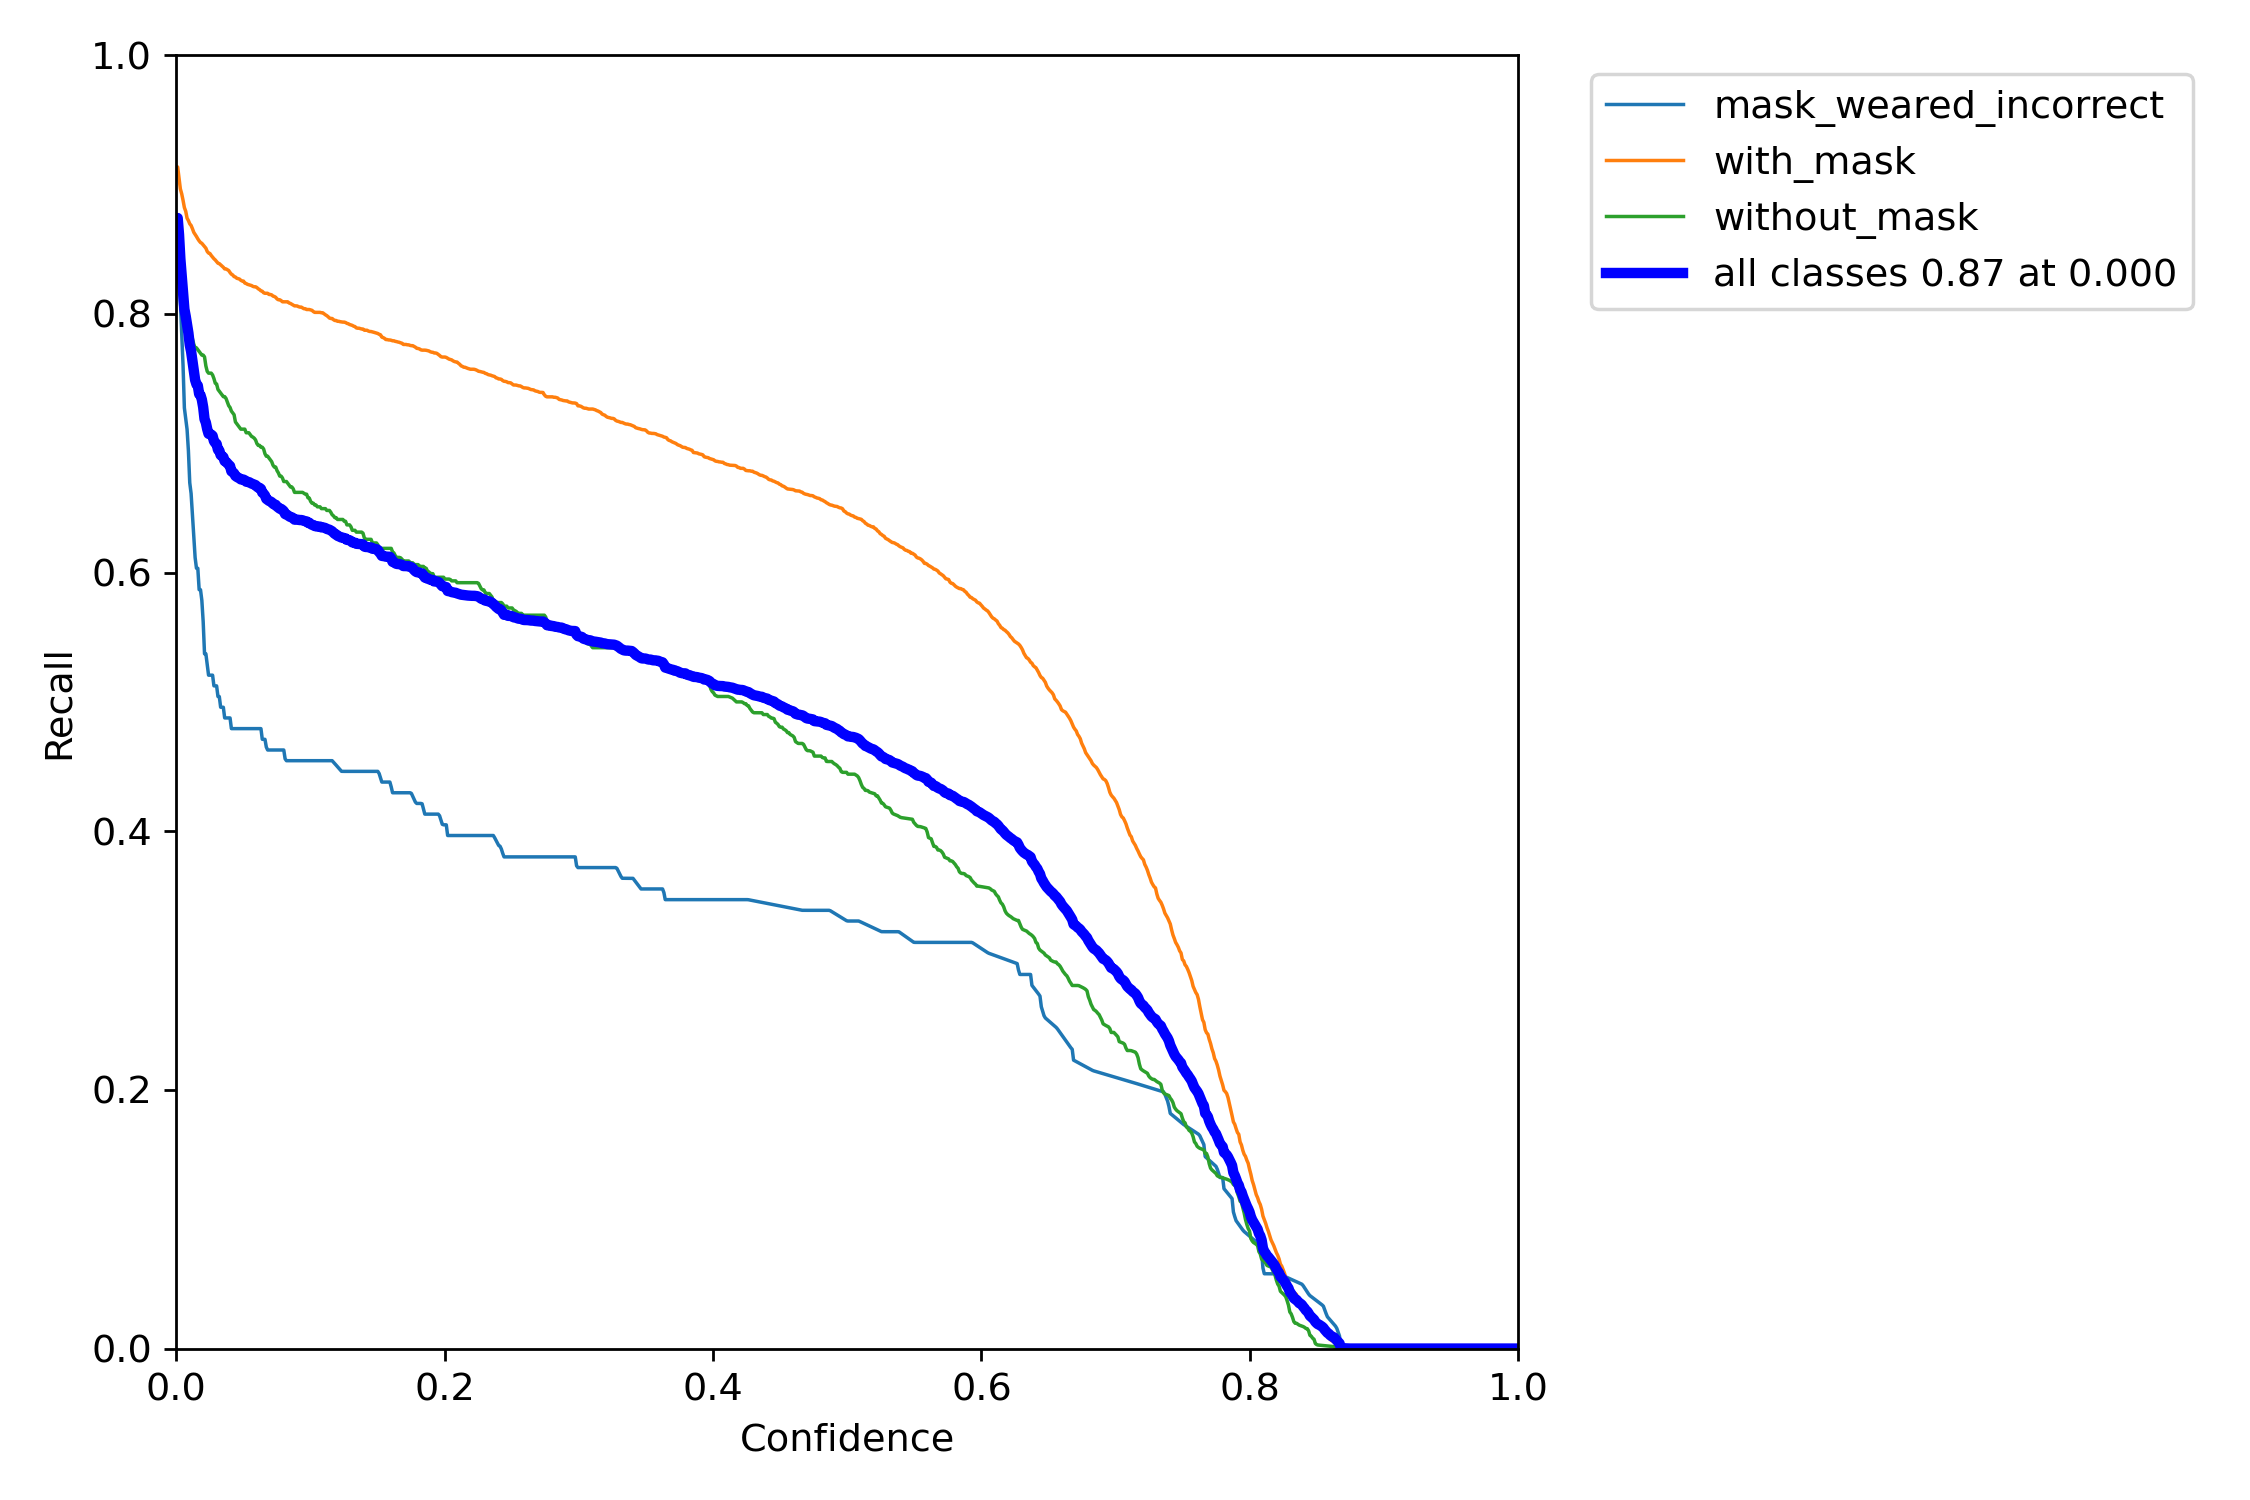 mask_weared_incorrect
with_mask
without_mask
all classes 0.87 at 0.000
1.0
0.8
0.6
0.4
0.2
0.0
Recall
0.0 0.2 0.4 0.6 0.8 1.0
Confidence